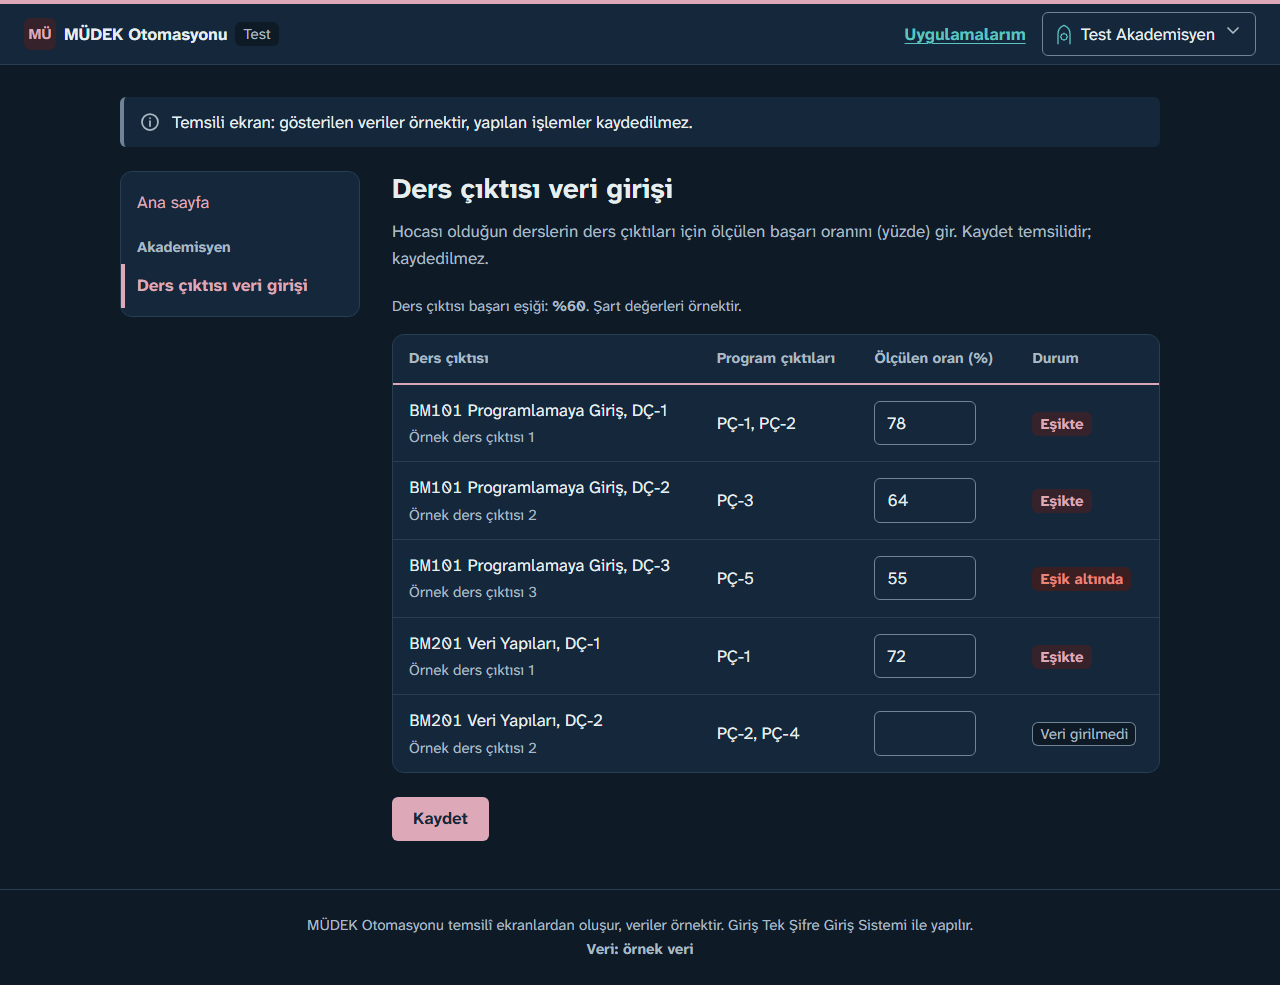 MÜ MÜDEK Otomasyonu Test Uygulamalarım Test Akademisyen
Temsili ekran: gösterilen veriler örnektir, yapılan işlemler kaydedilmez.
Ana sayfa
Akademisyen
Ders çıktısı veri girişi
Ders çıktısı veri girişi
Hocası olduğun derslerin ders çıktıları için ölçülen başarı oranını (yüzde) gir. Kaydet temsilidir;
kaydedilmez.
Ders çıktısı başarı eşiği: %60. Şart değerleri örnektir.
Ders çıktısı Program çıktıları Ölçülen oran (%) Durum
BM101 Programlamaya Giriş, DÇ-1
Örnek ders çıktısı 1
PÇ-1, PÇ-2 78 Eşikte
BM101 Programlamaya Giriş, DÇ-2
Örnek ders çıktısı 2
PÇ-3 64 Eşikte
BM101 Programlamaya Giriş, DÇ-3
Örnek ders çıktısı 3
PÇ-5 55 Eşik altında
BM201 Veri Yapıları, DÇ-1
Örnek ders çıktısı 1
PÇ-1 72 Eşikte
BM201 Veri Yapıları, DÇ-2
Örnek ders çıktısı 2
PÇ-2, PÇ-4 Veri girilmedi
Kaydet
MÜDEK Otomasyonu temsilî ekranlardan oluşur, veriler örnektir. Giriş Tek Şifre Giriş Sistemi ile yapılır.
Veri: örnek veri